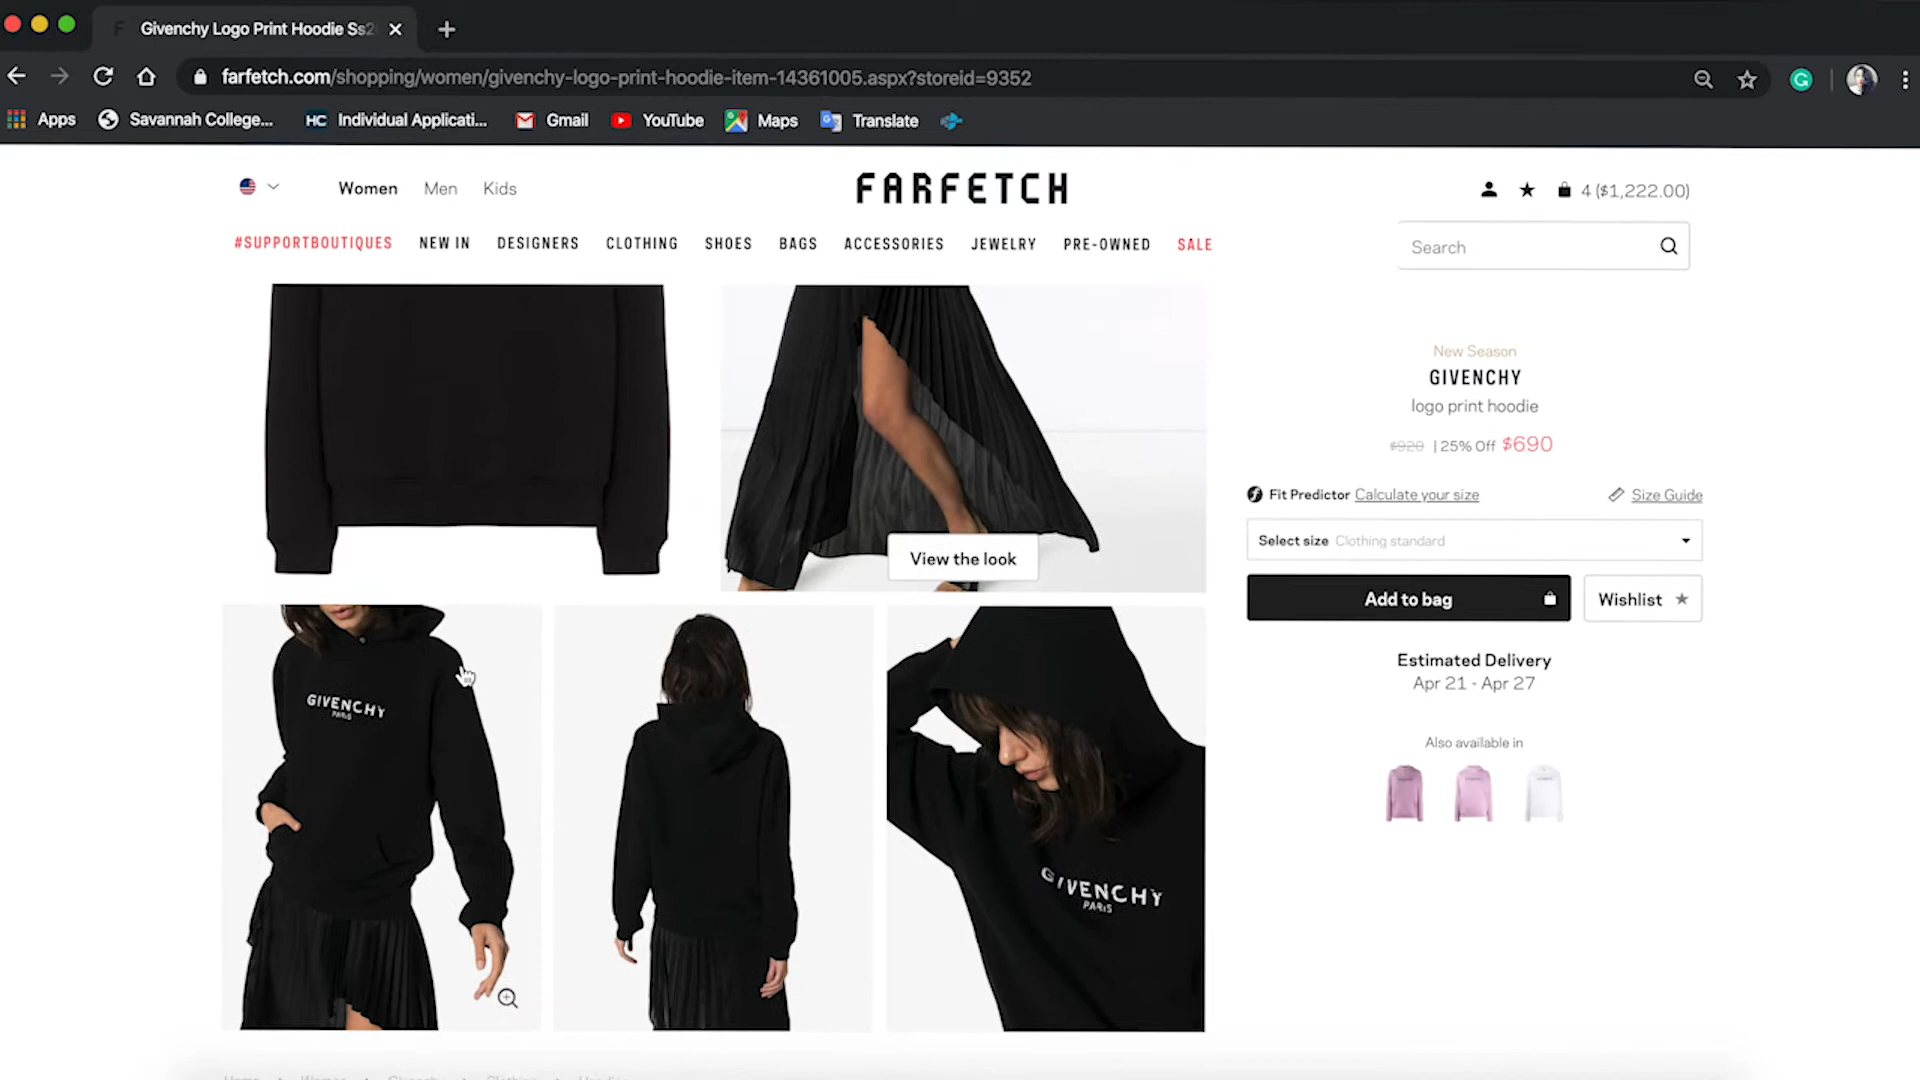 Givenchy Logo Print Hoodie Ss2
farfetch.com/shopping/women/givenchy-logo-print-hoodie-item-14361005.aspx?storeid=9352
Apps
Savannah College...
HC Individual Applicati...
Gmail
YouTube
Maps
Translate
Women
Men
Kids
FARFETCH
4 ($1,222.00)
#SUPPORTBOUTIQUES
NEW IN
DESIGNERS
CLOTHING
SHOES
BAGS
ACCESSORIES
JEWELRY
PRE-OWNED
SALE
Search
New Season
GIVENCHY
logo print hoodie
$920 | 25% Off $690
Fit Predictor Calculate your size
Size Guide
Select size Clothing standard
View the look
Add to bag
Wishlist
Estimated Delivery
Apr 21 - Apr 27
Also available in
GIVENCHY
PARIS
GIVENCHY
PARIS